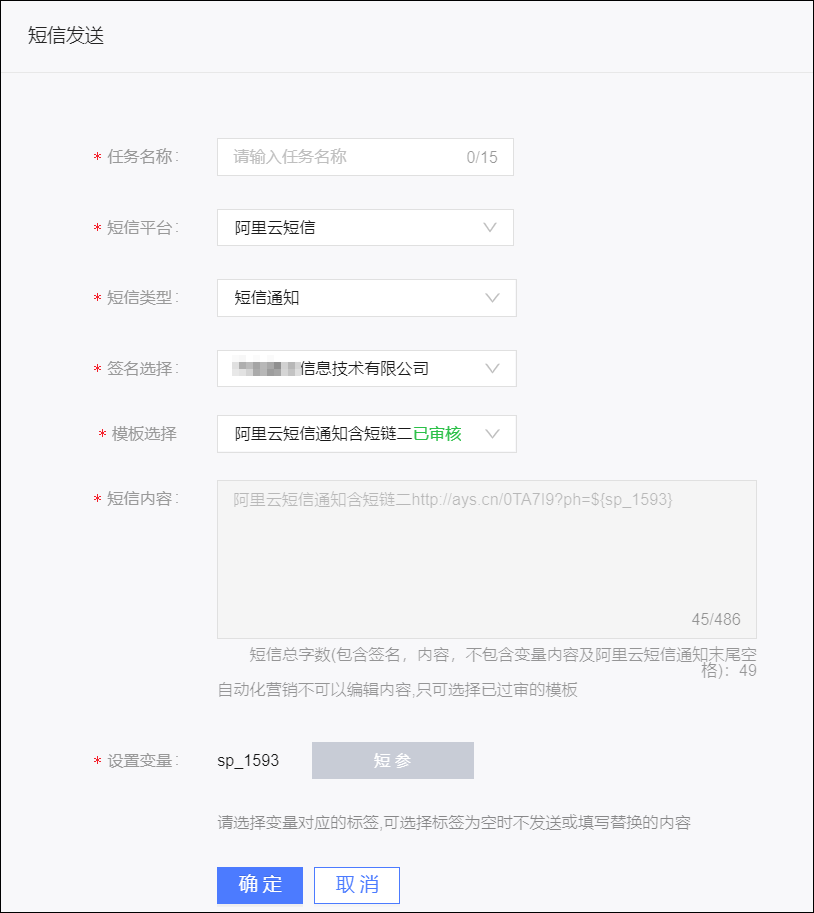 短信发送
* 任务名称: 请输入任务名称 0/15
* 短信平台: 阿里云短信
* 短信类型: 短信通知
* 签名选择: 信息技术有限公司
* 模板选择 阿里云短信通知含短链二已审核
* 短信内容: 阿里云短信通知含短链二http://ays.cn/0TA7I9?ph=${sp_1593}
45/486
短信总字数(包含签名，内容，不包含变量内容及阿里云短信通知末尾空
格)：49
自动化营销不可以编辑内容,只可选择已过审的模板
* 设置变量: sp_1593 短参
请选择变量对应的标签,可选择标签为空时不发送或填写替换的内容
确定 取消